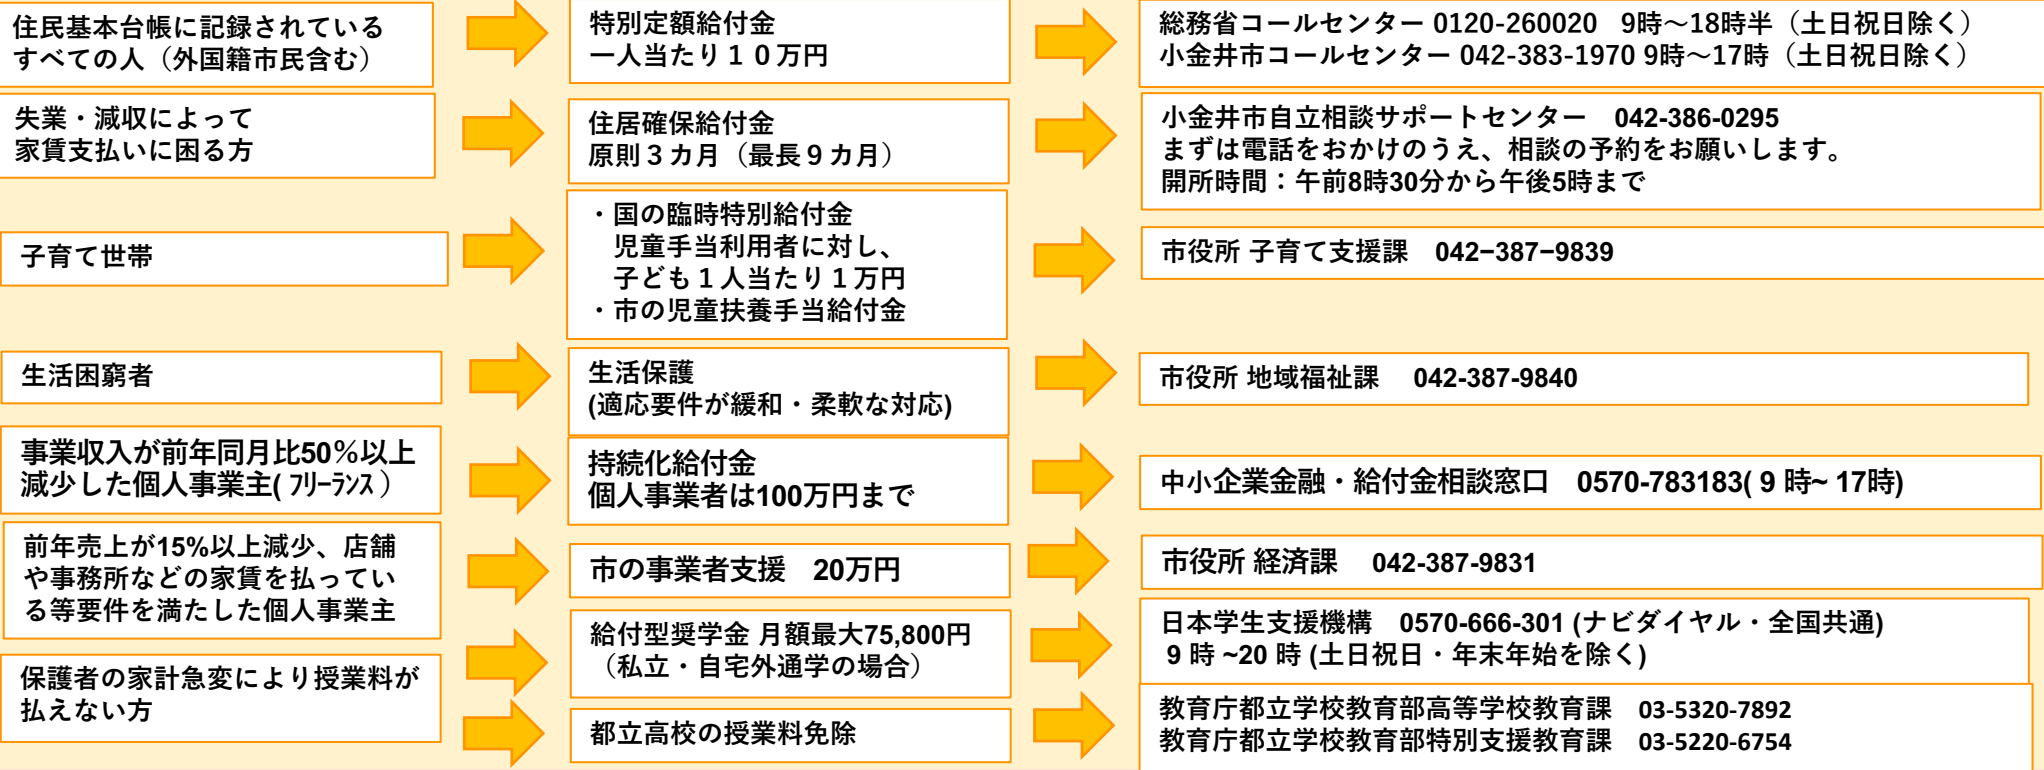 住民基本台帳に記録されている
すべての人（外国籍市民含む）
特別定額給付金
一人当たり１０万円
総務省コールセンター 0120-260020　9時～18時半（土日祝日除く）
小金井市コールセンター 042-383-1970 9時～17時（土日祝日除く）
失業・減収によって
家賃支払いに困る方
住居確保給付金
原則３カ月（最長９カ月）
小金井市自立相談サポートセンター　042-386-0295
まずは電話をおかけのうえ、相談の予約をお願いします。
開所時間：午前8時30分から午後5時まで
子育て世帯
・国の臨時特別給付金
児童手当利用者に対し、
子ども１人当たり１万円
・市の児童扶養手当給付金
市役所 子育て支援課　042−387−9839
生活困窮者
生活保護
(適応要件が緩和・柔軟な対応)
市役所 地域福祉課　042-387-9840
事業収入が前年同月比50％以上
減少した個人事業主( ﾌﾘｰﾗﾝｽ ）
持続化給付金
個人事業者は100万円まで
中小企業金融・給付金相談窓口　0570-783183( 9 時~ 17時)
前年売上が15%以上減少、店舗
や事務所などの家賃を払ってい
る等要件を満たした個人事業主
市の事業者支援　20万円
市役所 経済課　042-387-9831
保護者の家計急変により授業料が
払えない方
給付型奨学金 月額最大75,800円
（私立・自宅外通学の場合）
日本学生支援機構　0570-666-301 (ナビダイヤル・全国共通)
9 時 ~20 時 (土日祝日・年末年始を除く)
都立高校の授業料免除
教育庁都立学校教育部高等学校教育課　03-5320-7892
教育庁都立学校教育部特別支援教育課　03-5220-6754